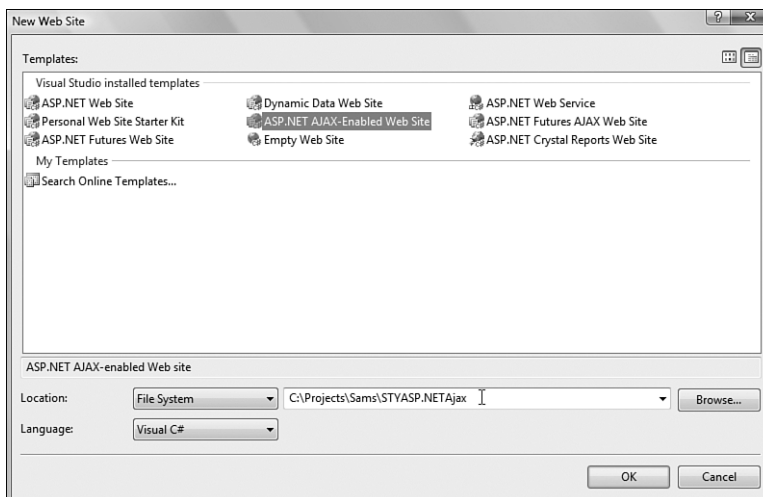 New Web Site
Templates:
Visual Studio installed templates
ASP.NET Web Site
Dynamic Data Web Site
ASP.NET Web Service
Personal Web Site Starter Kit
ASP.NET AJAX-Enabled Web Site
ASP.NET Futures AJAX Web Site
ASP.NET Futures Web Site
Empty Web Site
ASP.NET Crystal Reports Web Site
My Templates
Search Online Templates...
ASP.NET AJAX-enabled Web site
Location:
File System
C:\Projects\Sams\STYASP.NETAjax
Browse...
Language:
Visual C#
OK
Cancel